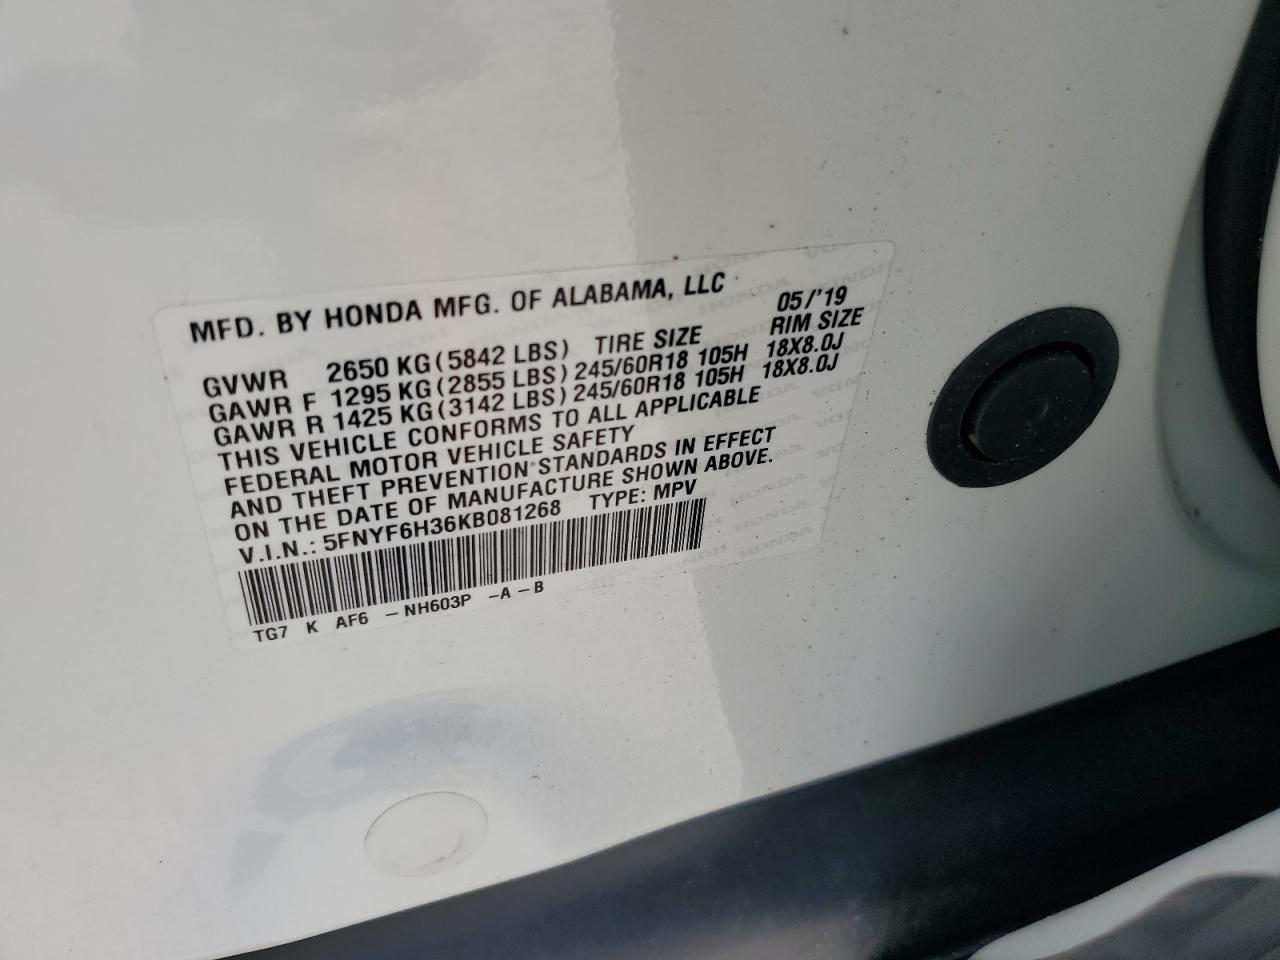 MFD. BY HONDA MFG. OF ALABAMA, LLC 05/'19
GVWR 2650 KG (5842 LBS) TIRE SIZE RIM SIZE
GAWR F 1295 KG (2855 LBS) 245/60R18 105H 18X8.0J
GAWR R 1425 KG (3142 LBS) 245/60R18 105H 18X8.0J
THIS VEHICLE CONFORMS TO ALL APPLICABLE
FEDERAL MOTOR VEHICLE SAFETY
AND THEFT PREVENTION STANDARDS IN EFFECT
ON THE DATE OF MANUFACTURE SHOWN ABOVE.
V.I.N.: 5FNYF6H36KB081268 TYPE: MPV
TG7 K AF6 -NH603P -A-B